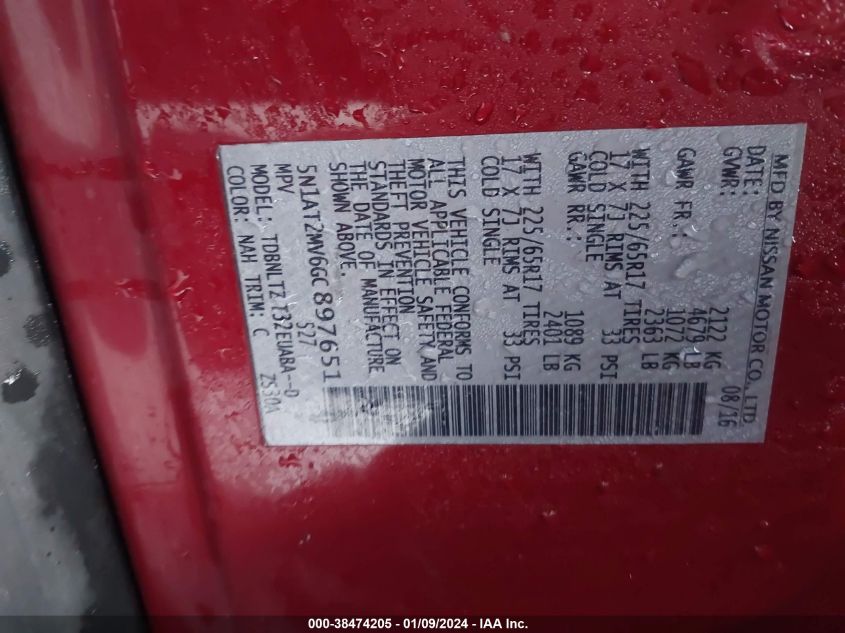 MFD BY NISSAN MOTOR CO., LTD
DATE: 08/16
GVWR: 2122 KG
4679 LB
GAWR FR.: 1072 KG
2363 LB
WITH 225/65R17 TIRES
17 X 7J RIMS AT 33 PSI
COLD SINGLE
GAWR RR.: 1089 KG
2401 LB
WITH 225/65R17 TIRES
17 X 7J RIMS AT 33 PSI
COLD SINGLE
THIS VEHICLE CONFORMS TO
ALL APPLICABLE FEDERAL
MOTOR VEHICLE SAFETY AND
THEFT PREVENTION
STANDARDS IN EFFECT ON
THE DATE OF MANUFACTURE
SHOWN ABOVE.
5N1AT2MV6GC897651
MPV S27
MODEL: TDBNLTZ T32EUABA--D
COLOR: NAH TRIM: C Z530A
000-38474205 - 01/09/2024 - IAA Inc.